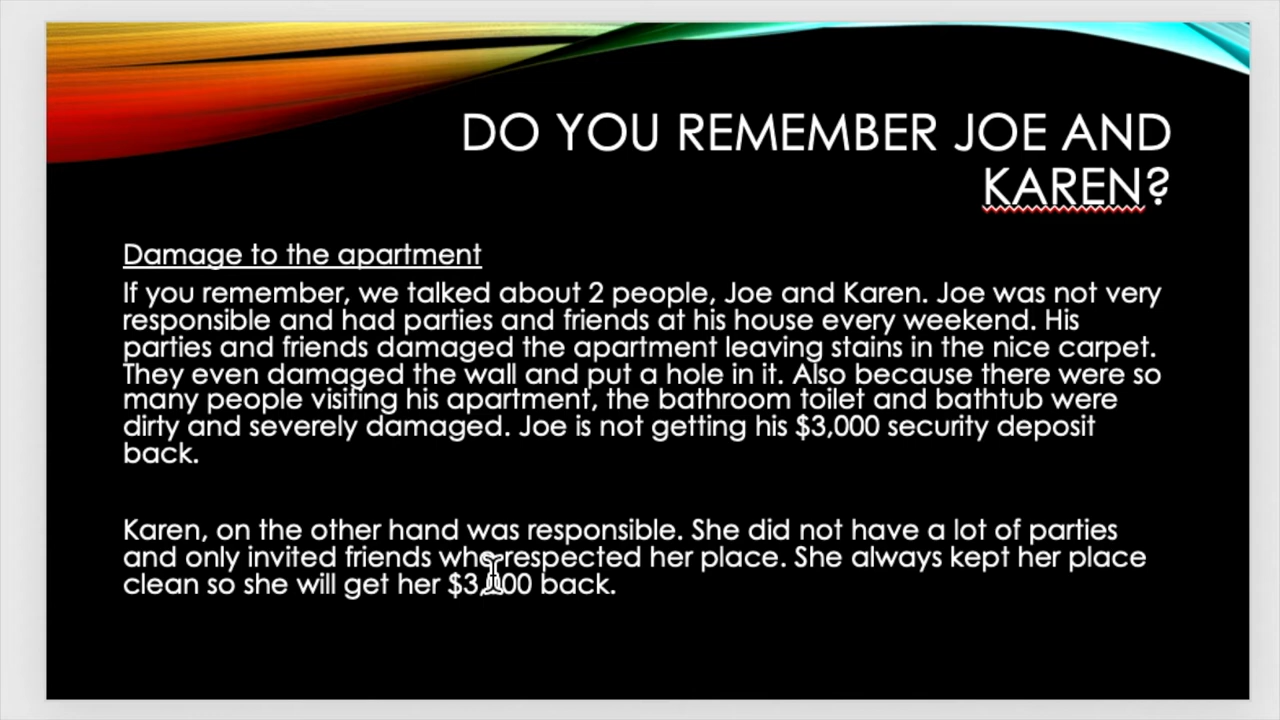 DO YOU REMEMBER JOE AND
KAREN?
Damage to the apartment
If you remember, we talked about 2 people, Joe and Karen. Joe was not very
responsible and had parties and friends at his house every weekend. His
parties and friends damaged the apartment leaving stains in the nice carpet.
They even damaged the wall and put a hole in it. Also because there were so
many people visiting his apartment, the bathroom toilet and bathtub were
dirty and severely damaged. Joe is not getting his $3,000 security deposit
back.
Karen, on the other hand was responsible. She did not have a lot of parties
and only invited friends who respected her place. She always kept her place
clean so she will get her $3,000 back.